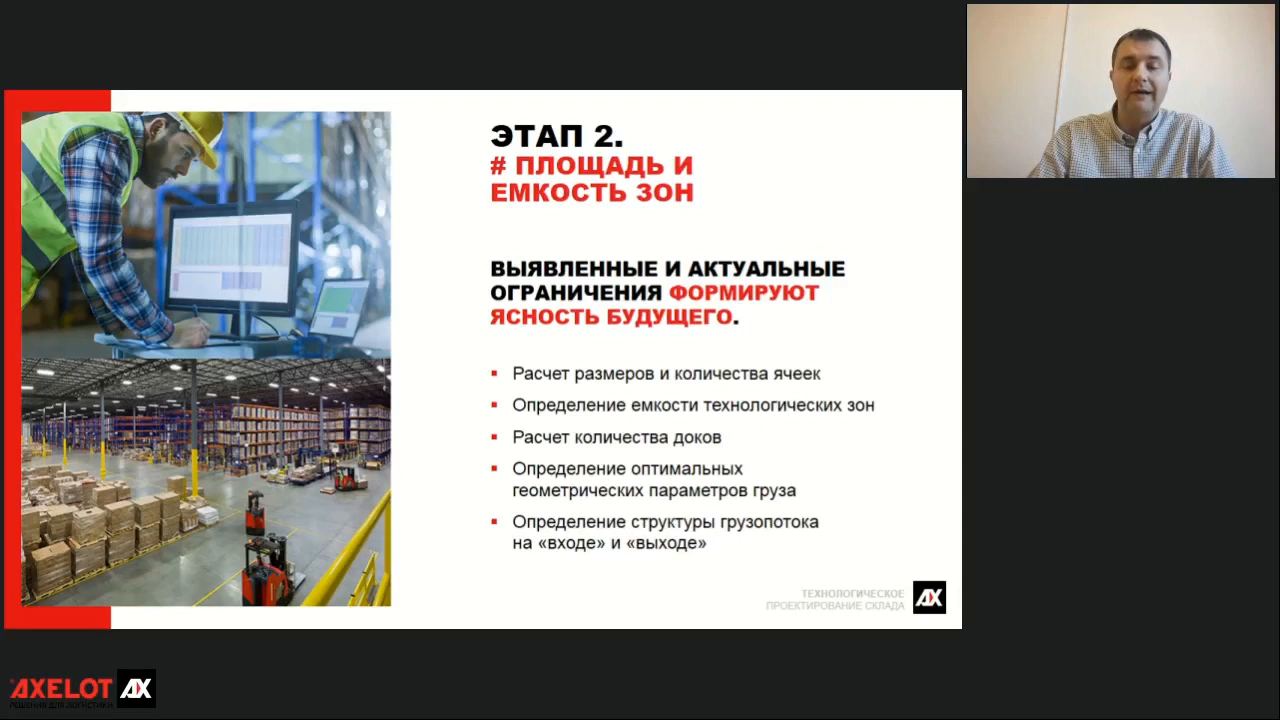 ЭТАП 2.
# ПЛОЩАДЬ И
ЕМКОСТЬ ЗОН
ВЫЯВЛЕННЫЕ И АКТУАЛЬНЫЕ
ОГРАНИЧЕНИЯ ФОРМИРУЮТ
ЯСНОСТЬ БУДУЩЕГО.
▪ Расчет размеров и количества ячеек
▪ Определение емкости технологических зон
▪ Расчет количества доков
▪ Определение оптимальных
геометрических параметров груза
▪ Определение структуры грузопотока
на «входе» и «выходе»
ТЕХНОЛОГИЧЕСКОЕ
ПРОЕКТИРОВАНИЕ СКЛАДА
AX
AXELOT AX
РЕШЕНИЯ ДЛЯ ЛОГИСТИКИ